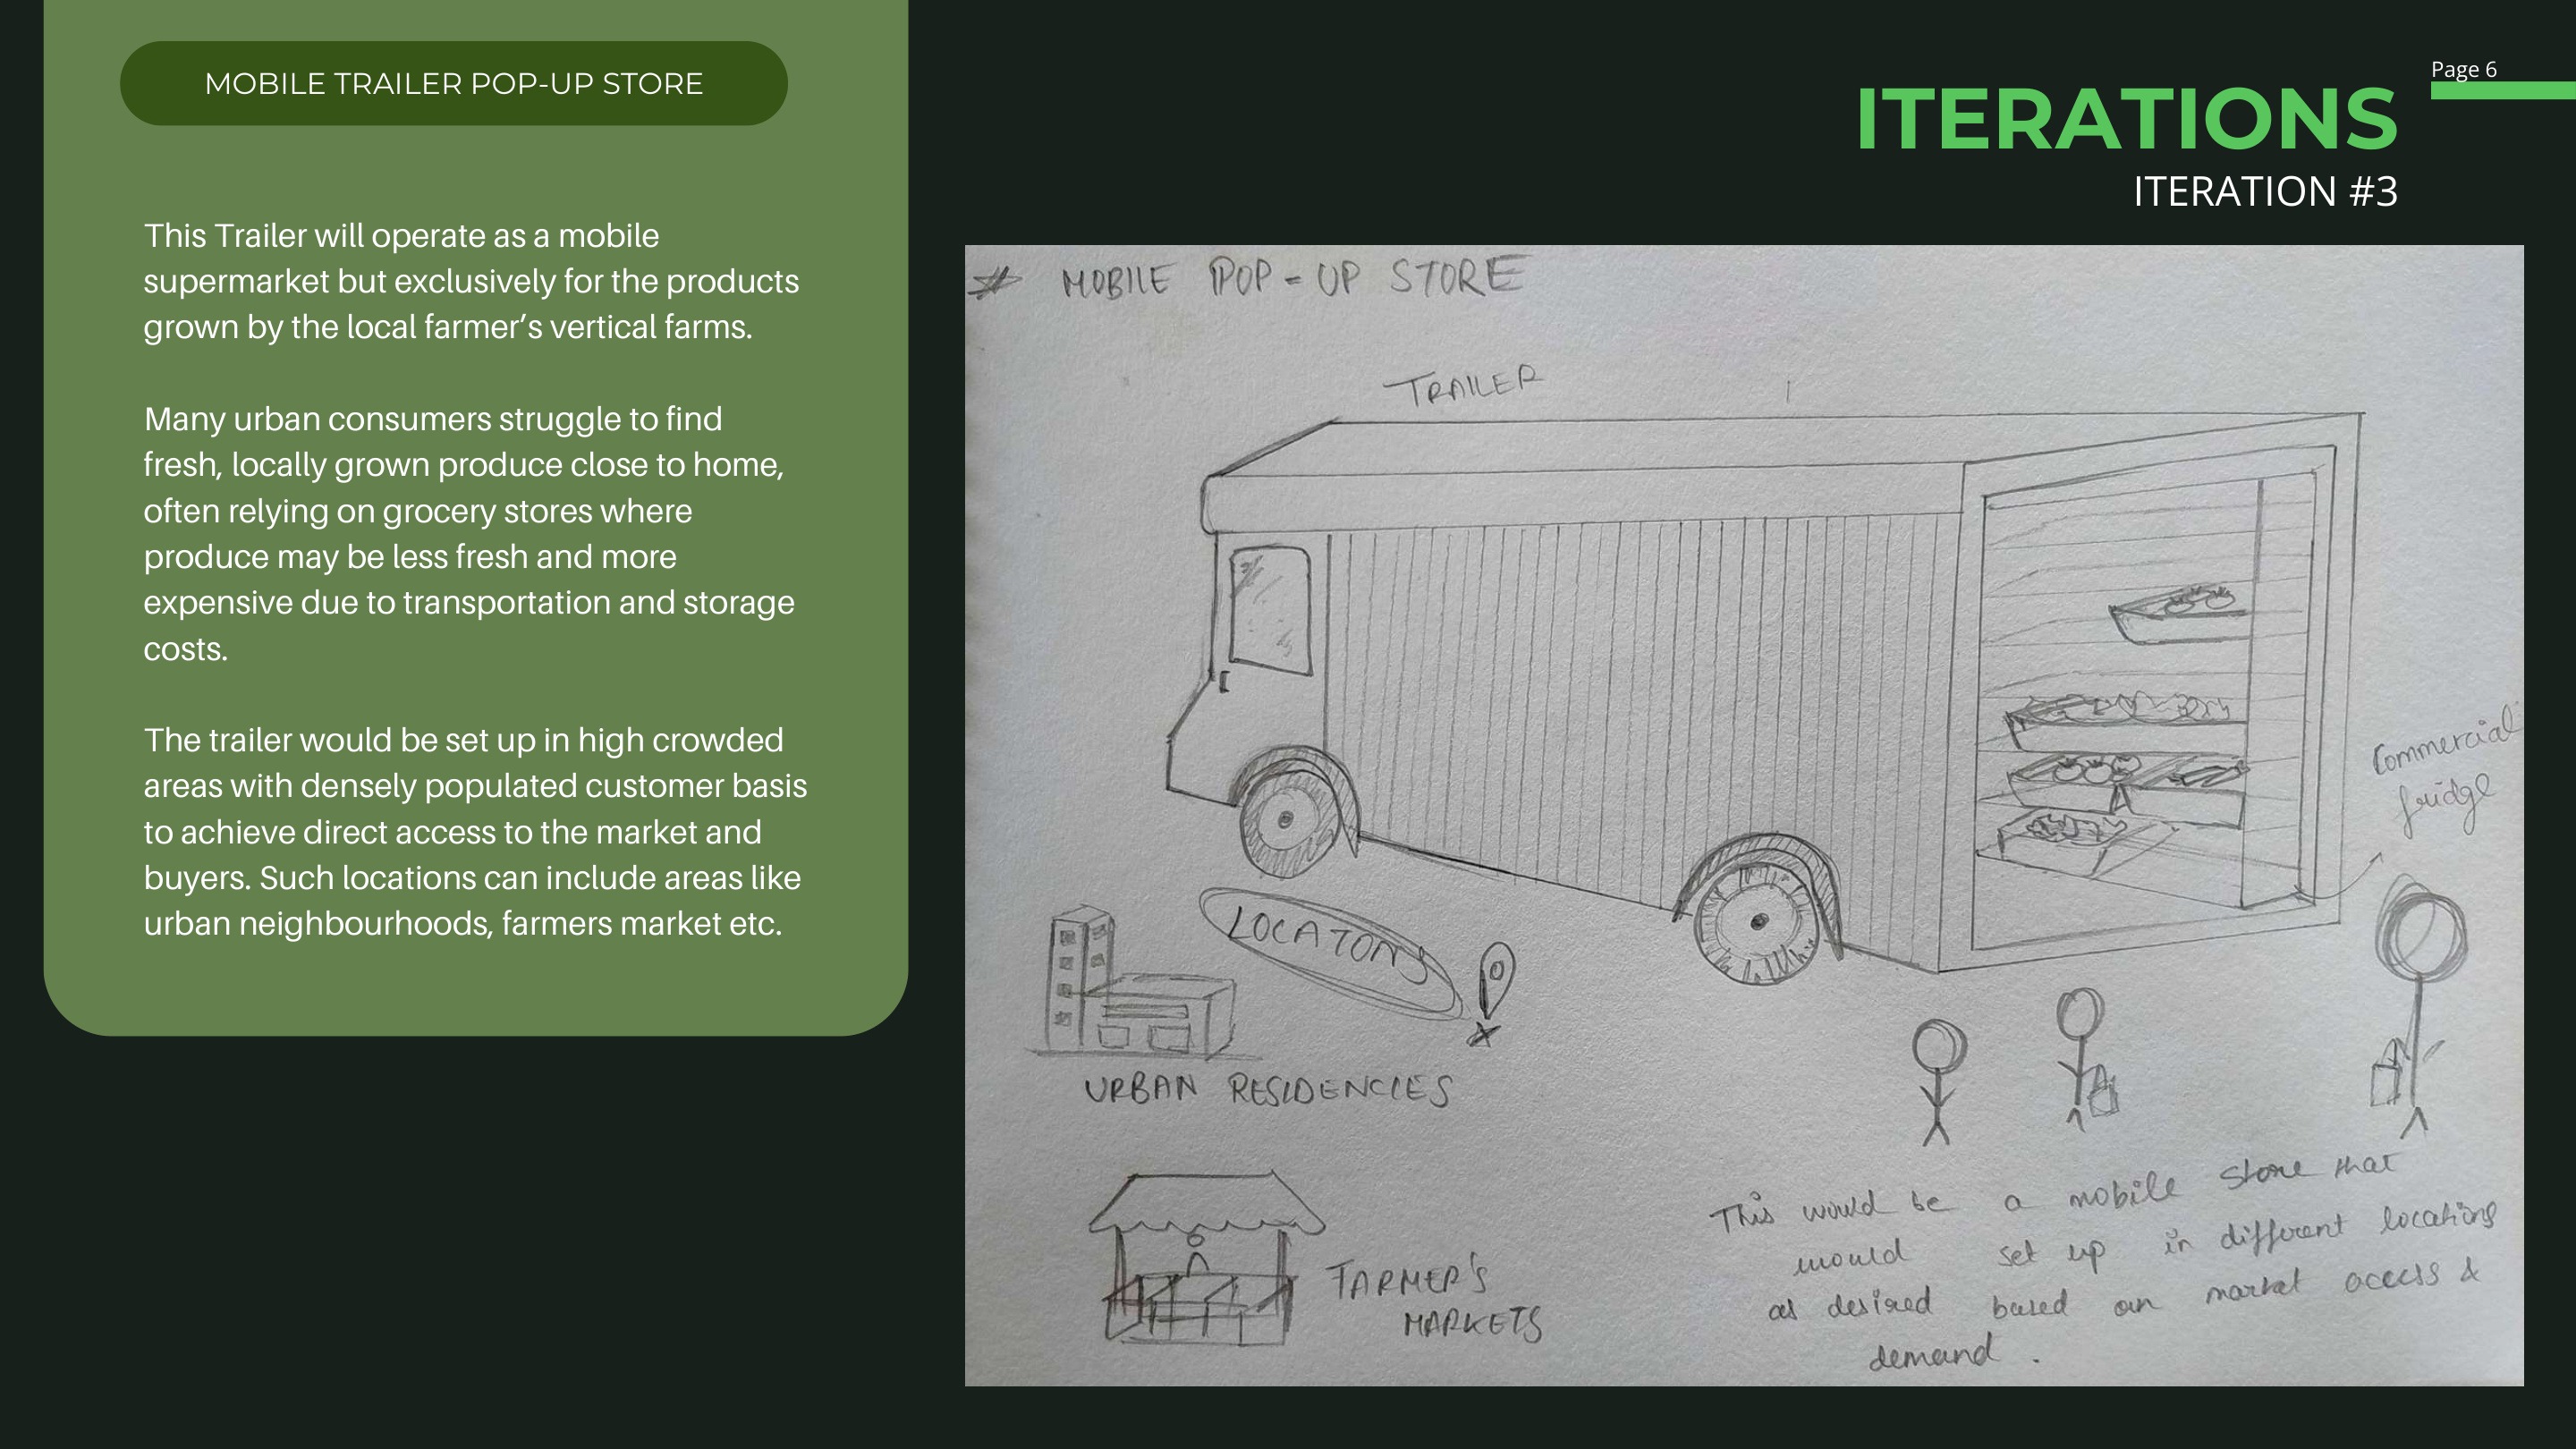 MOBILE TRAILER POP-UP STORE
This Trailer will operate as a mobile
supermarket but exclusively for the products
grown by the local farmer’s vertical farms.
Many urban consumers struggle to find
fresh, locally grown produce close to home,
often relying on grocery stores where
produce may be less fresh and more
expensive due to transportation and storage
costs.
The trailer would be set up in high crowded
areas with densely populated customer basis
to achieve direct access to the market and
buyers. Such locations can include areas like
urban neighbourhoods, farmers market etc.
Page 6
ITERATIONS
ITERATION #3
# MOBILE POP-UP STORE
TRAILER
Commercial
fridge
LOCATONS
URBAN RESIDENCIES
FARMER'S
MARKETS
This would be a mobile store that
would set up in different locations
as desired based on market access &
demand.